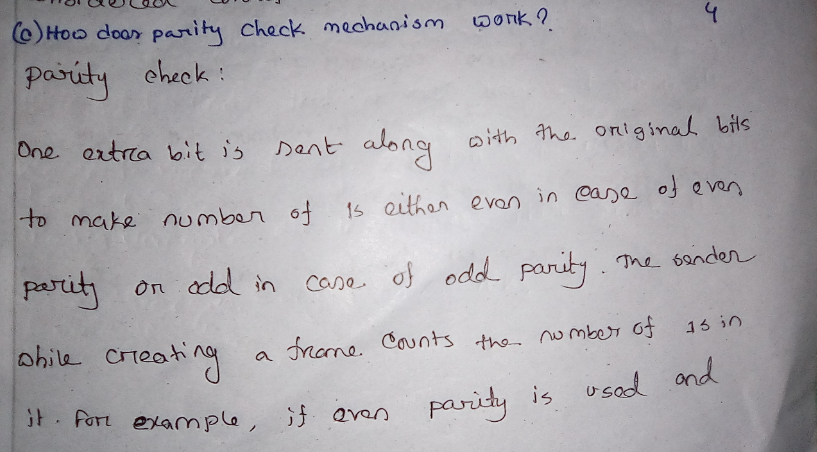 (c) How does parity check mechanism work? 4
parity check:
One extra bit is sent along with the original bits
to make number of 1s either even in case of even
parity or odd in case of odd parity. The sender
while creating a frame counts the number of 1s in
it. For example, if even parity is used and